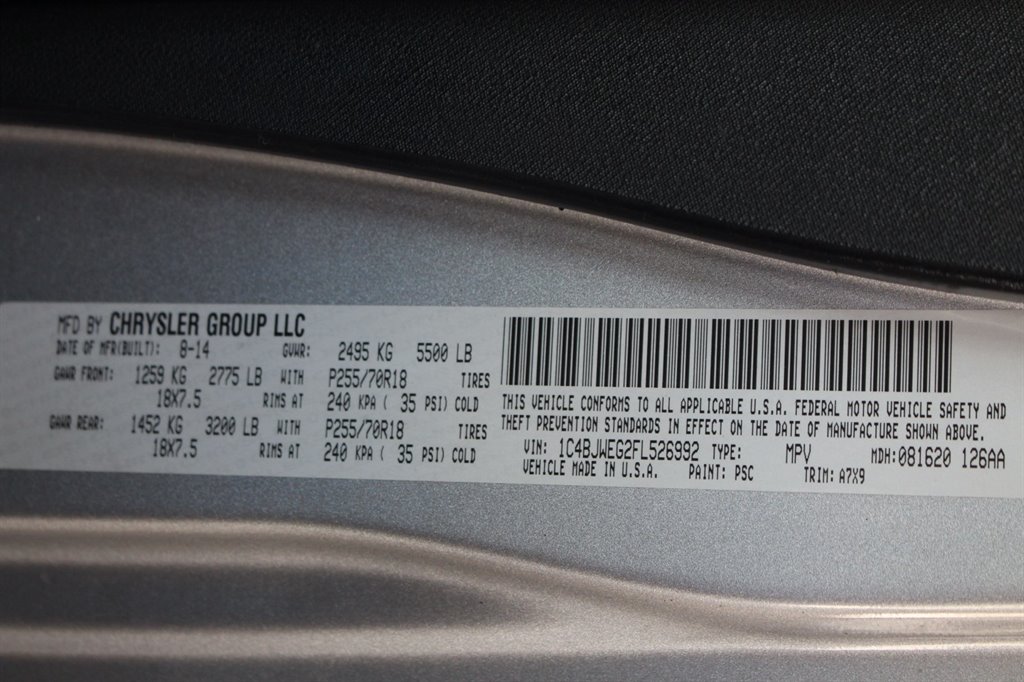 MFD BY CHRYSLER GROUP LLC
DATE OF MFR(BUILT): 8-14 GVWR: 2495 KG 5500 LB
GAWR FRONT: 1259 KG 2775 LB WITH P255/70R18 TIRES
18X7.5 RIMS AT 240 KPA ( 35 PSI) COLD
GAWR REAR: 1452 KG 3200 LB WITH P255/70R18 TIRES
18X7.5 RIMS AT 240 KPA ( 35 PSI) COLD
THIS VEHICLE CONFORMS TO ALL APPLICABLE U.S.A. FEDERAL MOTOR VEHICLE SAFETY AND
THEFT PREVENTION STANDARDS IN EFFECT ON THE DATE OF MANUFACTURE SHOWN ABOVE.
VIN: 1C4BJWEG2FL526992 TYPE: MPV MDH:081620 126AA
VEHICLE MADE IN U.S.A. PAINT: PSC TRIM: A7X9